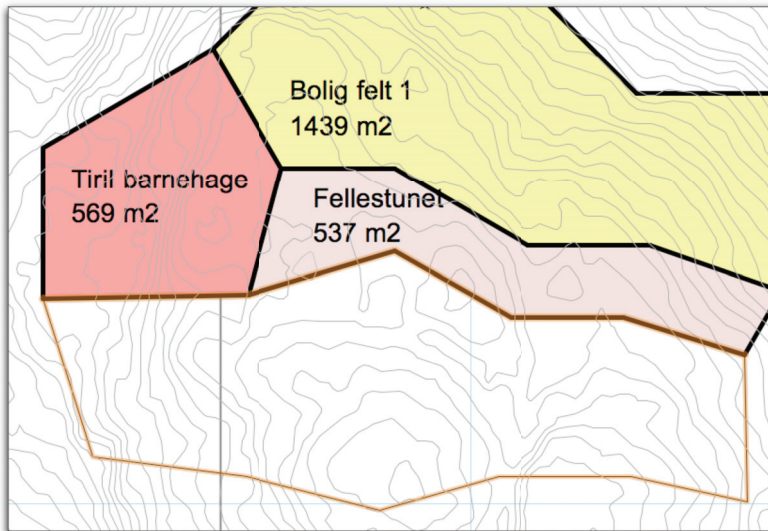 Bolig felt 1
1439 m2
Tiril barnehage
569 m2
Fellestunet
537 m2